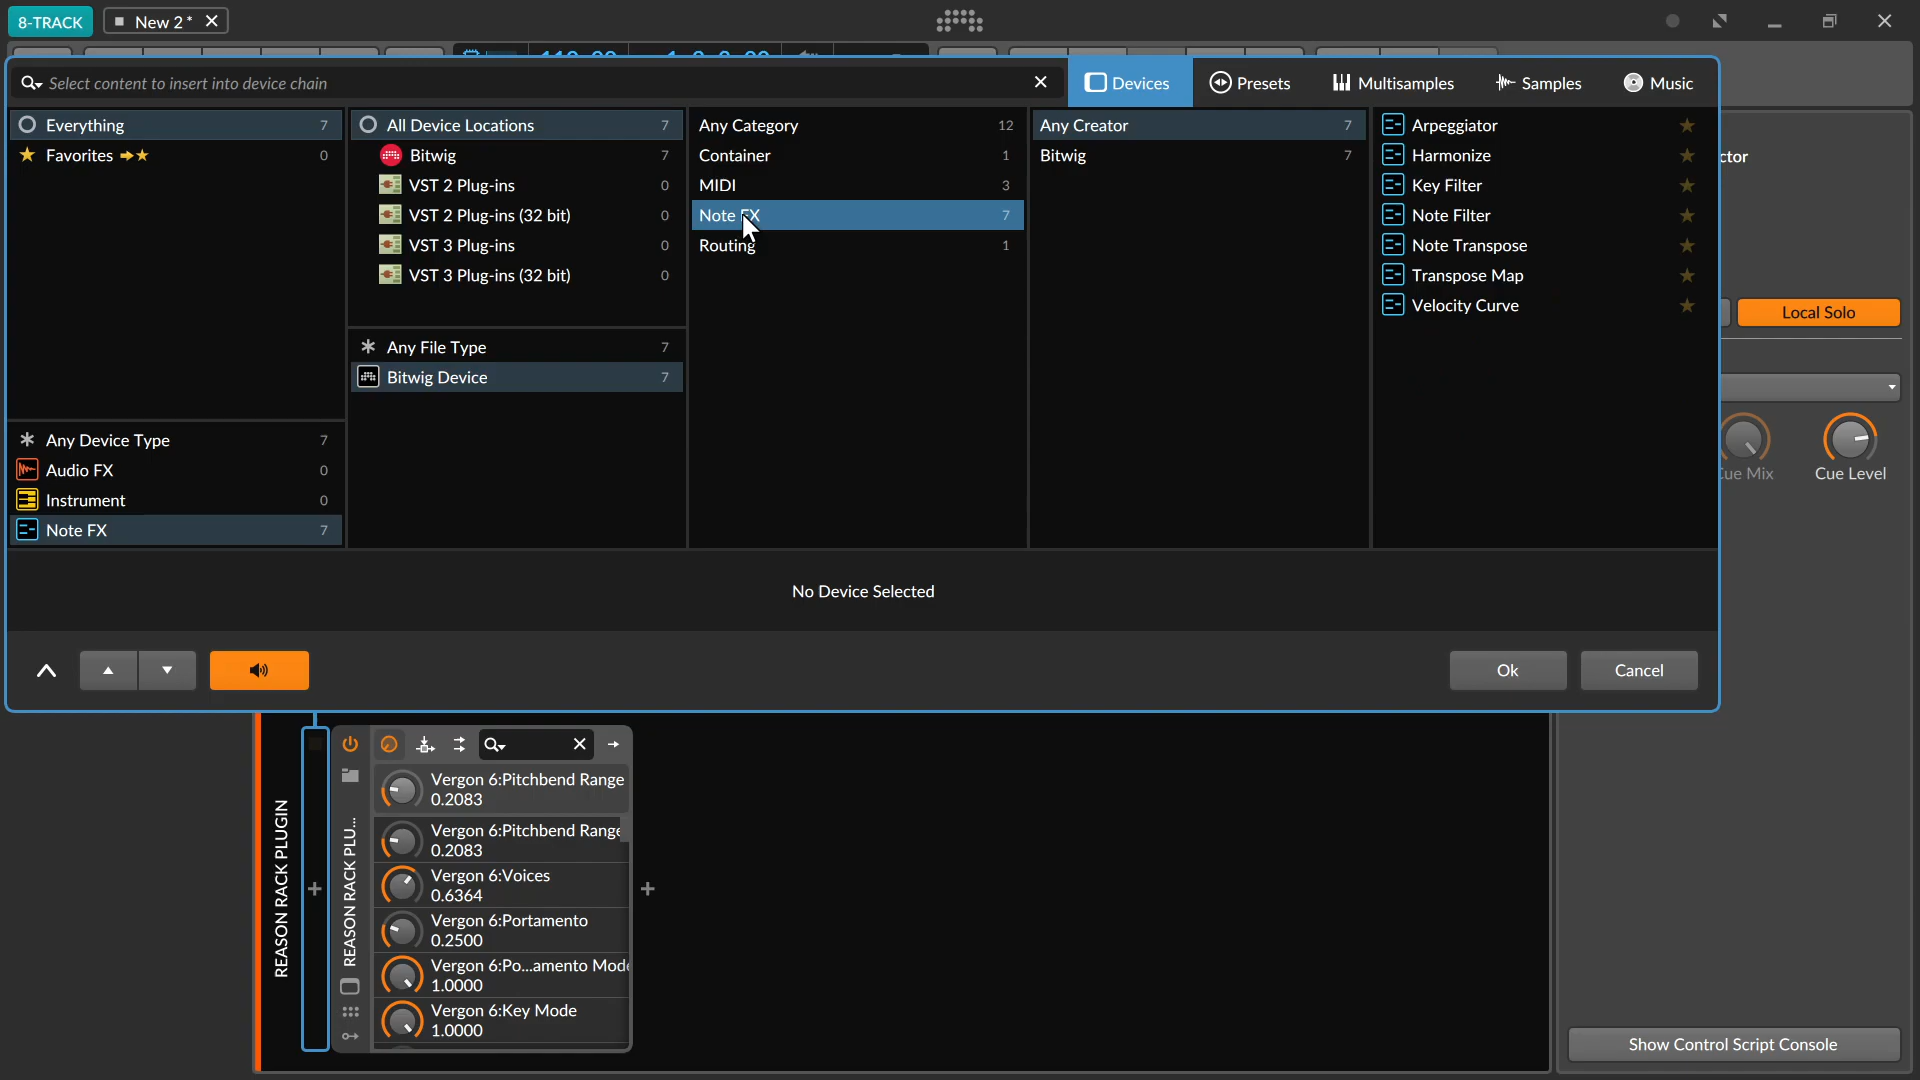 8-TRACK
New 2 *
Select content to insert into device chain
Devices
Presets
Multisamples
Samples
Music
Everything 7
Favorites 0
Any Device Type 7
Audio FX 0
Instrument 0
Note FX 7
All Device Locations 7
Bitwig 7
VST 2 Plug-ins 0
VST 2 Plug-ins (32 bit) 0
VST 3 Plug-ins 0
VST 3 Plug-ins (32 bit) 0
Any File Type 7
Bitwig Device 7
Any Category 12
Container 1
MIDI 3
Note FX 7
Routing 1
Any Creator 7
Bitwig 7
Arpeggiator
Harmonize
Key Filter
Note Filter
Note Transpose
Transpose Map
Velocity Curve
ctor
Local Solo
Cue Mix
Cue Level
No Device Selected
Ok
Cancel
REASON RACK PLUGIN
REASON RACK PLU...
Vergon 6:Pitchbend Range
0.2083
Vergon 6:Pitchbend Range
0.2083
Vergon 6:Voices
0.6364
Vergon 6:Portamento
0.2500
Vergon 6:Po...amento Mode
1.0000
Vergon 6:Key Mode
1.0000
Show Control Script Console